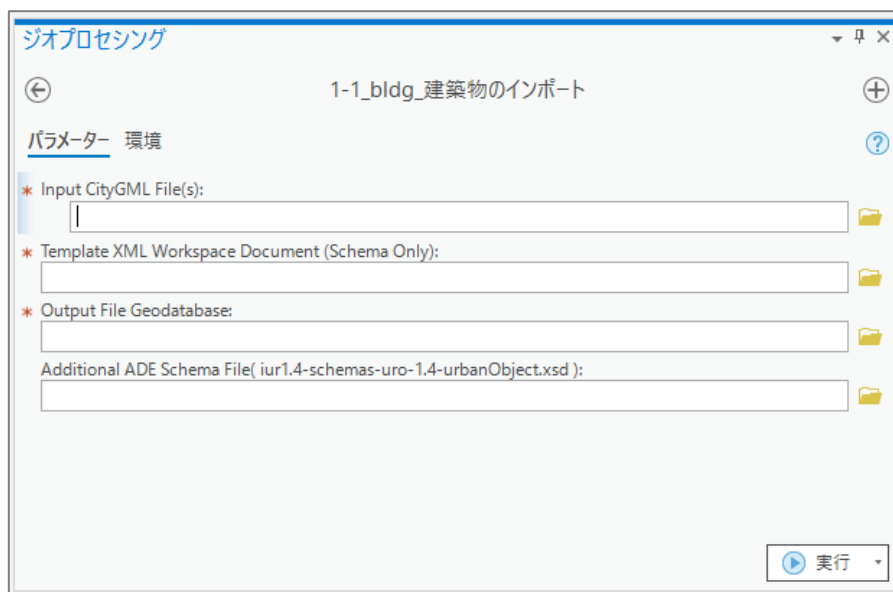 ジオプロセシング
1-1_bldg_建築物のインポート
パラメーター 環境
* Input CityGML File(s):
* Template XML Workspace Document (Schema Only):
* Output File Geodatabase:
Additional ADE Schema File( iur1.4-schemas-uro-1.4-urbanObject.xsd ):
実行